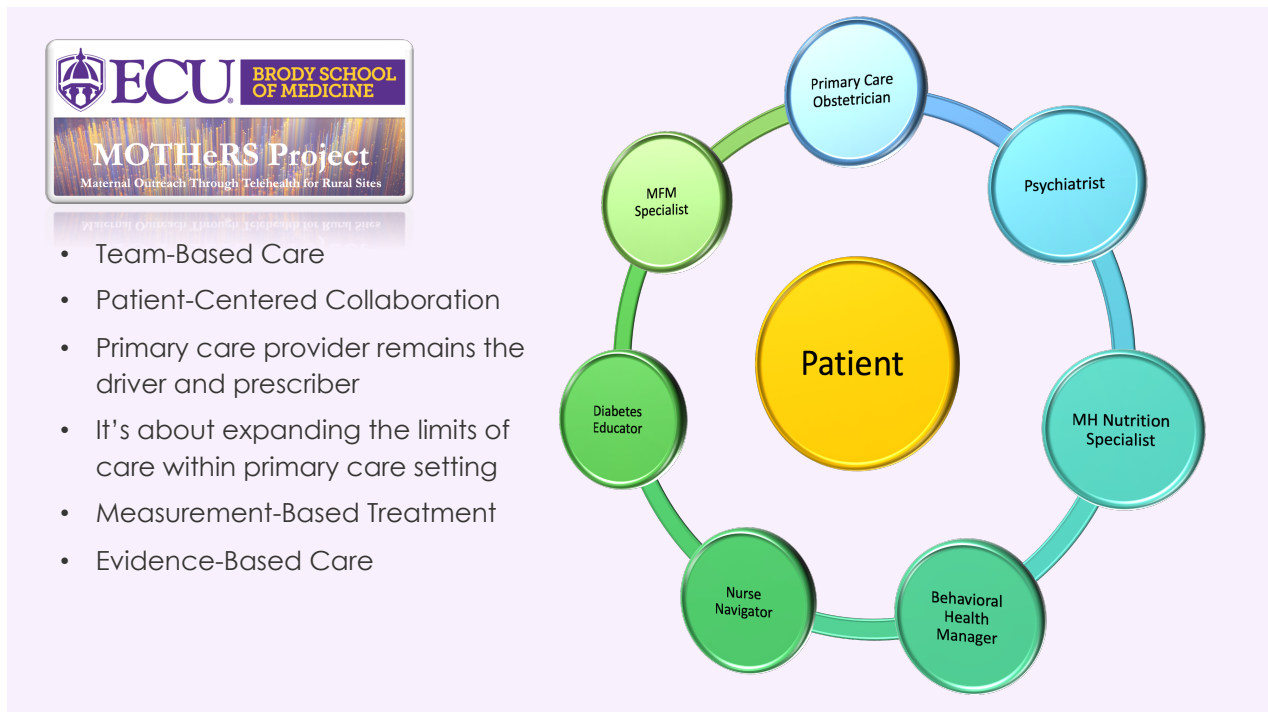 ECU
BRODY SCHOOL
OF MEDICINE
MOTHeRS Project
Maternal Outreach Through Telehealth for Rural Sites
• Team-Based Care
• Patient-Centered Collaboration
• Primary care provider remains the
driver and prescriber
• It’s about expanding the limits of
care within primary care setting
• Measurement-Based Treatment
• Evidence-Based Care
Primary Care
Obstetrician
Psychiatrist
MH Nutrition
Specialist
Behavioral
Health
Manager
Nurse
Navigator
Diabetes
Educator
MFM
Specialist
Patient